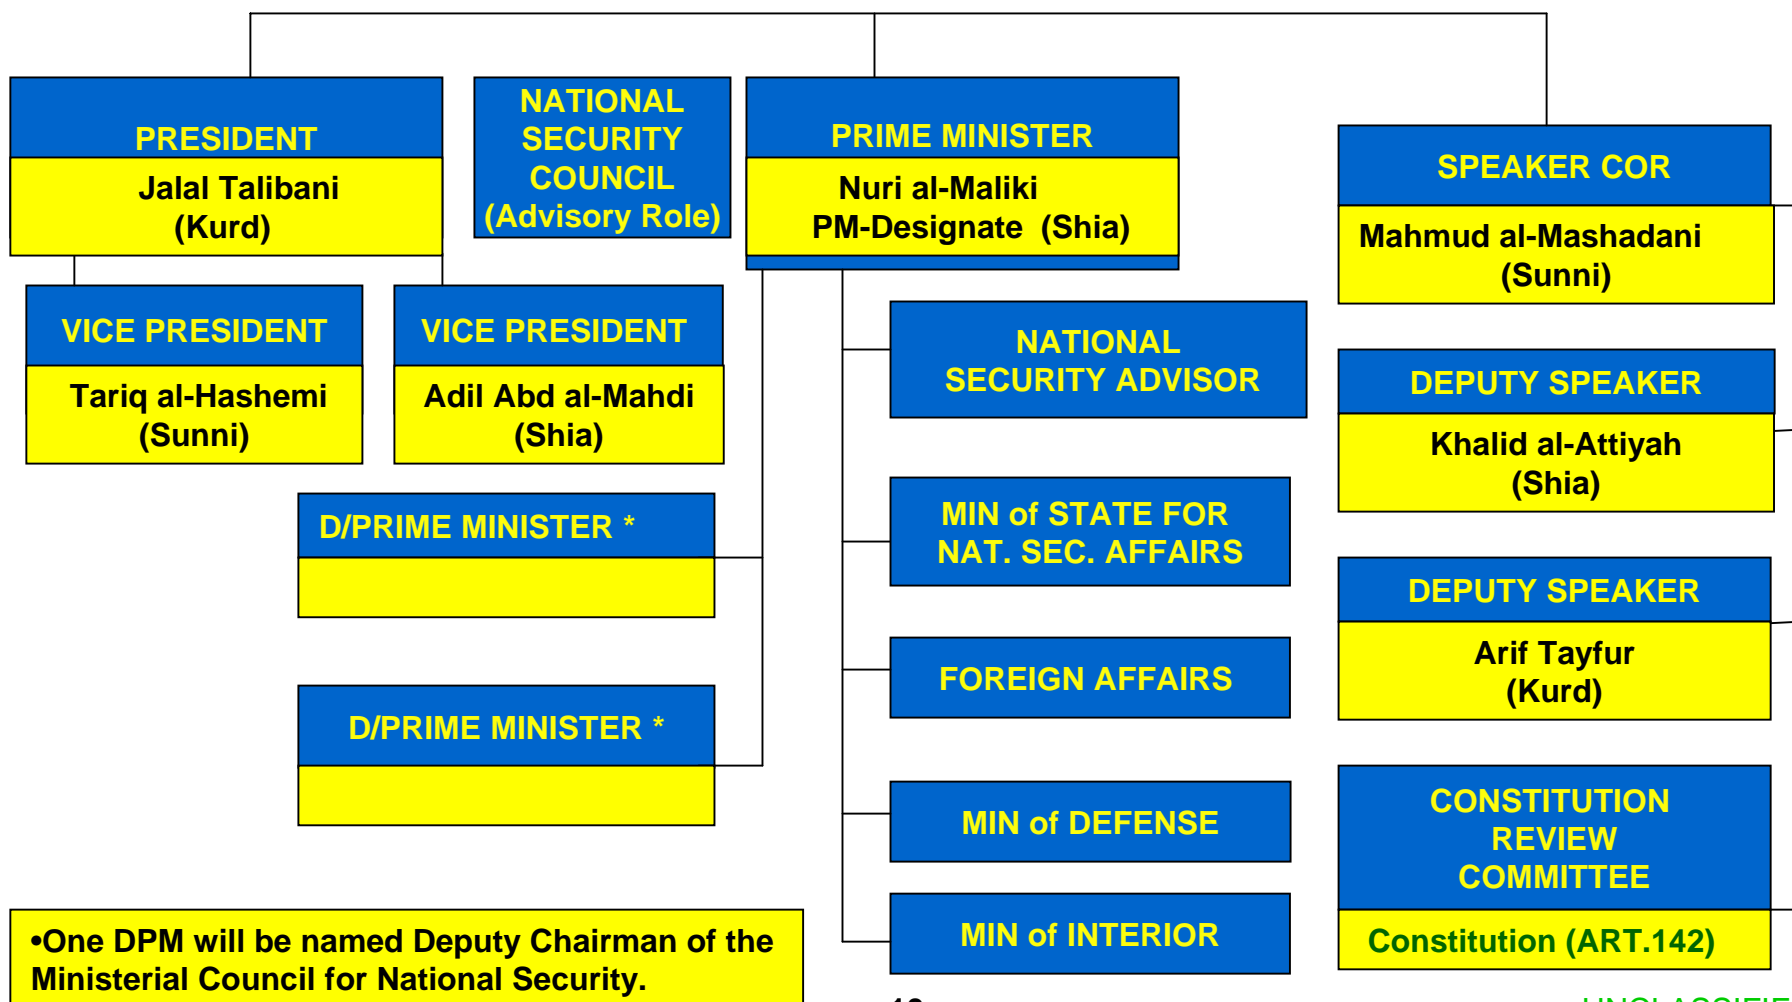 PRESIDENT
Jalal Talibani
(Kurd)
NATIONAL
SECURITY
COUNCIL
(Advisory Role)
PRIME MINISTER
Nuri al-Maliki
PM-Designate (Shia)
SPEAKER COR
Mahmud al-Mashadani
(Sunni)
VICE PRESIDENT
Tariq al-Hashemi
(Sunni)
VICE PRESIDENT
Adil Abd al-Mahdi
(Shia)
NATIONAL
SECURITY ADVISOR
DEPUTY SPEAKER
Khalid al-Attiyah
(Shia)
D/PRIME MINISTER *
MIN of STATE FOR
NAT. SEC. AFFAIRS
DEPUTY SPEAKER
Arif Tayfur
(Kurd)
D/PRIME MINISTER *
FOREIGN AFFAIRS
MIN of DEFENSE
MIN of INTERIOR
CONSTITUTION
REVIEW
COMMITTEE
Constitution (ART.142)
•One DPM will be named Deputy Chairman of the
Ministerial Council for National Security.